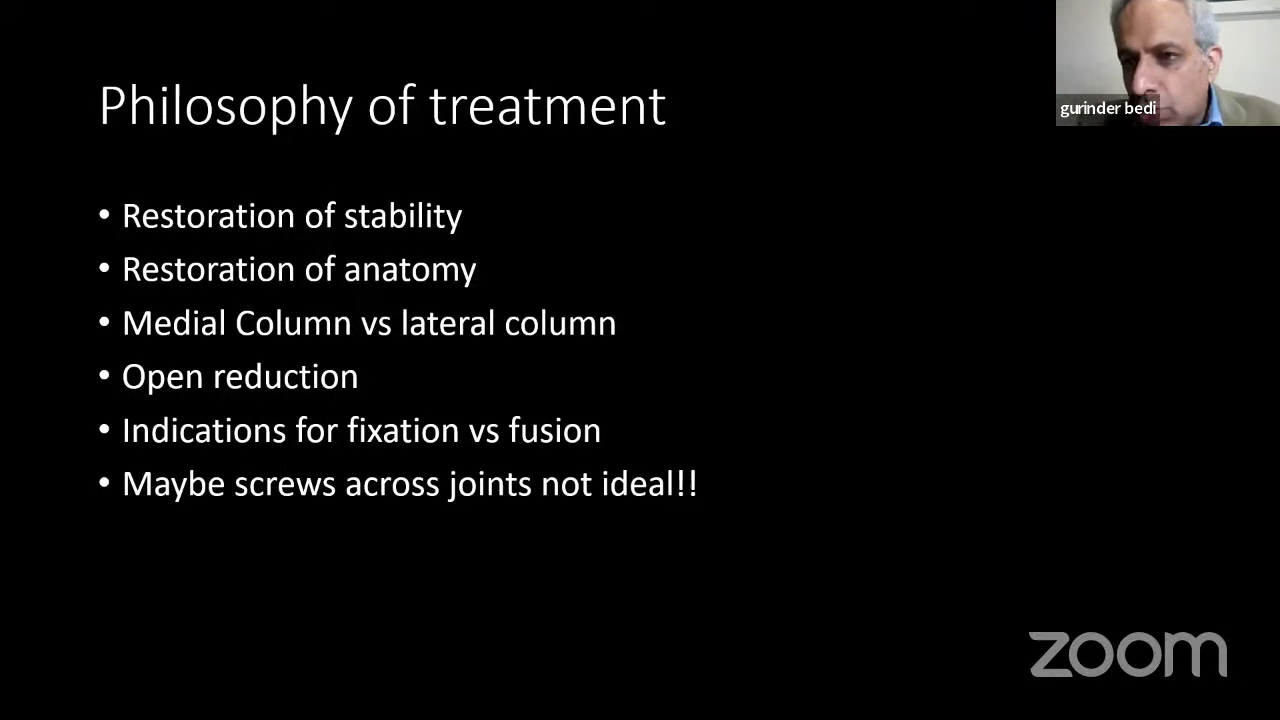 gurinder bedi
Philosophy of treatment
• Restoration of stability
• Restoration of anatomy
• Medial Column vs lateral column
• Open reduction
• Indications for fixation vs fusion
• Maybe screws across joints not ideal!!
zoom